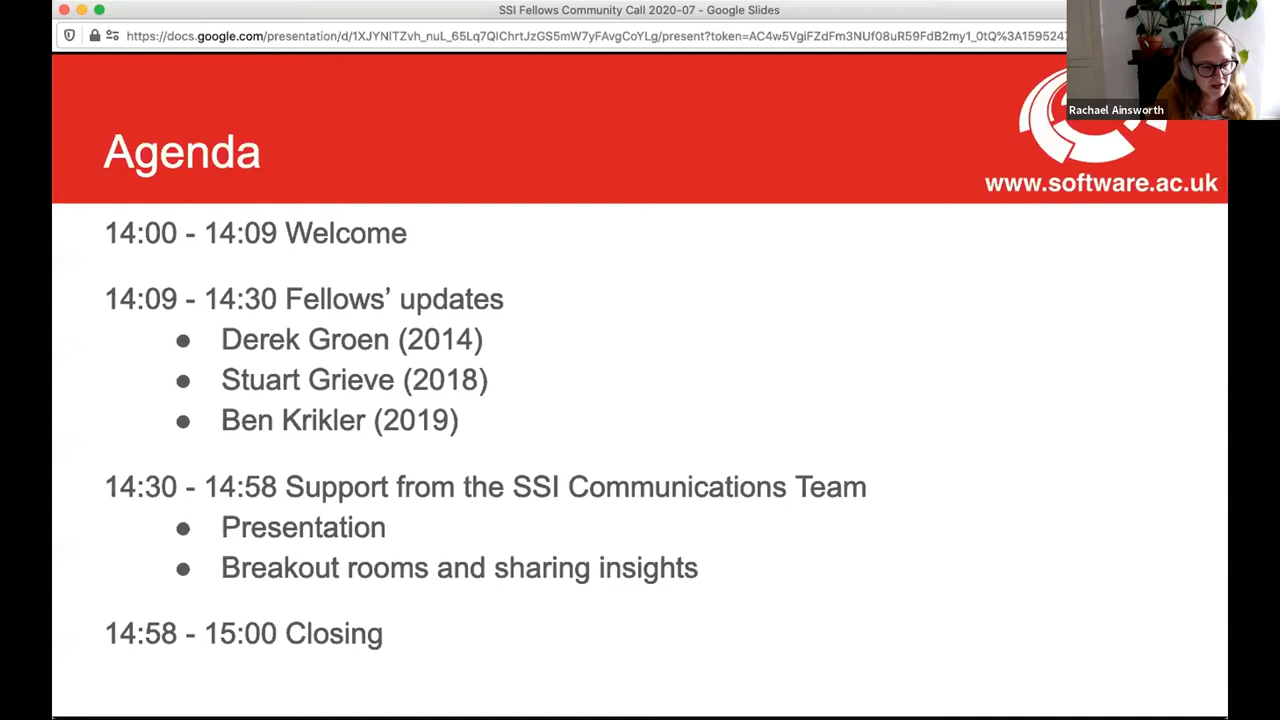 SSI Fellows Community Call 2020-07 - Google Slides
https://docs.google.com/presentation/d/1XJYNITZvh_nuL_65Lq7QIChrtJzGS5mW7yFAvgCoYLg/present?token=AC4w5VgiFZdFm3NUf08uR59FdB2my1_0tQ%3A159524
Rachael Ainsworth
Agenda
www.software.ac.uk
14:00 - 14:09 Welcome
14:09 - 14:30 Fellows’ updates
● Derek Groen (2014)
● Stuart Grieve (2018)
● Ben Krikler (2019)
14:30 - 14:58 Support from the SSI Communications Team
● Presentation
● Breakout rooms and sharing insights
14:58 - 15:00 Closing